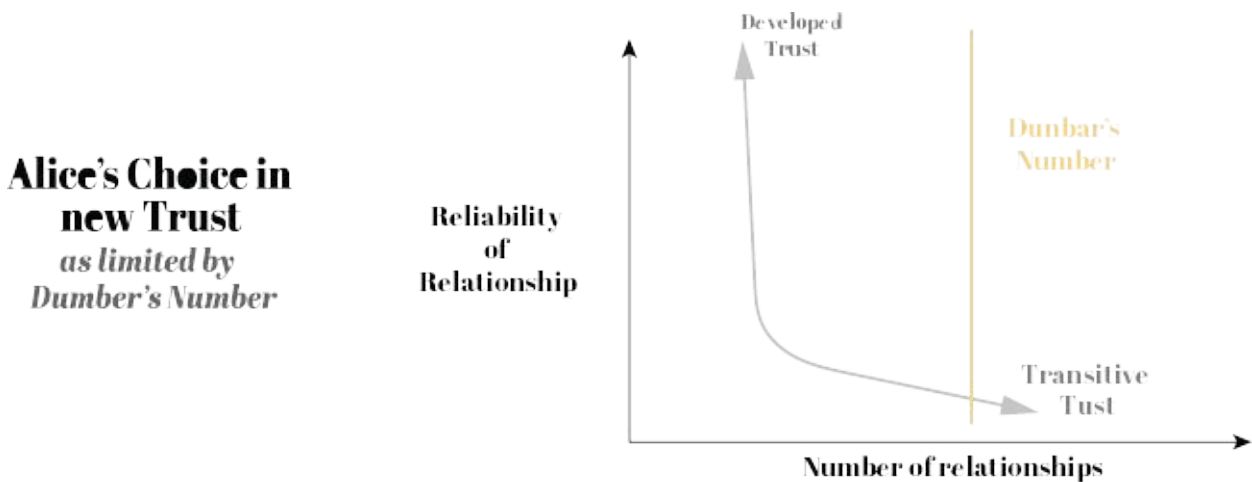 Alice's Choice in
new Trust
as limited by
Dumber's Number
Reliability
of
Relationship
Developed
Trust
Dunbar's
Number
Transitive
Tust
Number of relationships